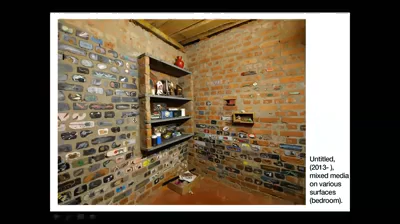 Untitled,
(2013- ),
mixed media
on various
surfaces
(bedroom).